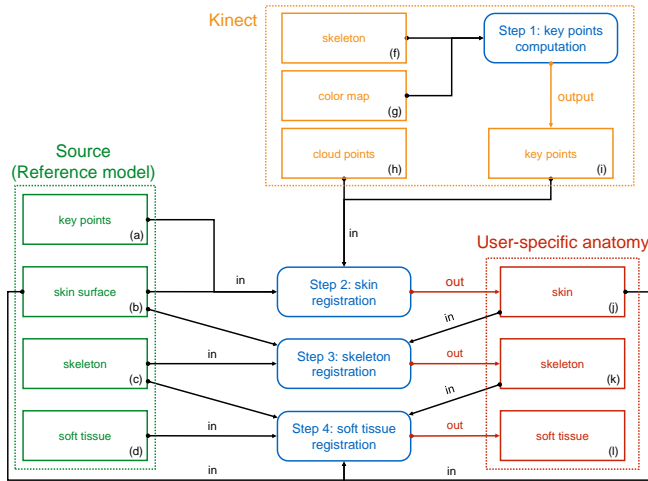 Kinect
skeleton
(f)
Step 1: key points
computation
color map
(g)
output
cloud points
(h)
key points
(i)
Source
(Reference model)
key points
(a)
in
User-specific anatomy
skin surface
(b)
in
Step 2: skin
registration
out
skin
(j)
in
skeleton
(c)
in
Step 3: skeleton
registration
out
skeleton
(k)
in
soft tissue
(d)
in
Step 4: soft tissue
registration
out
soft tissue
(l)
in
in